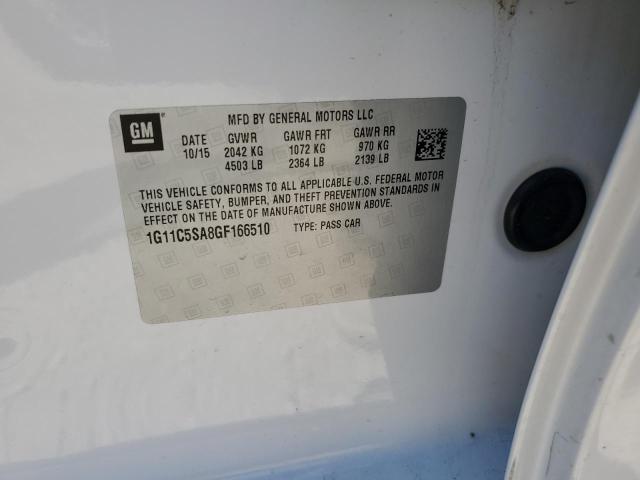 GM
MFD BY GENERAL MOTORS LLC
DATE GVWR GAWR FRT GAWR RR
10/15 2042 KG 1072 KG 970 KG
4503 LB 2364 LB 2139 LB
THIS VEHICLE CONFORMS TO ALL APPLICABLE U.S. FEDERAL MOTOR
VEHICLE SAFETY, BUMPER, AND THEFT PREVENTION STANDARDS IN
EFFECT ON THE DATE OF MANUFACTURE SHOWN ABOVE.
1G11C5SA8GF166510 TYPE: PASS CAR